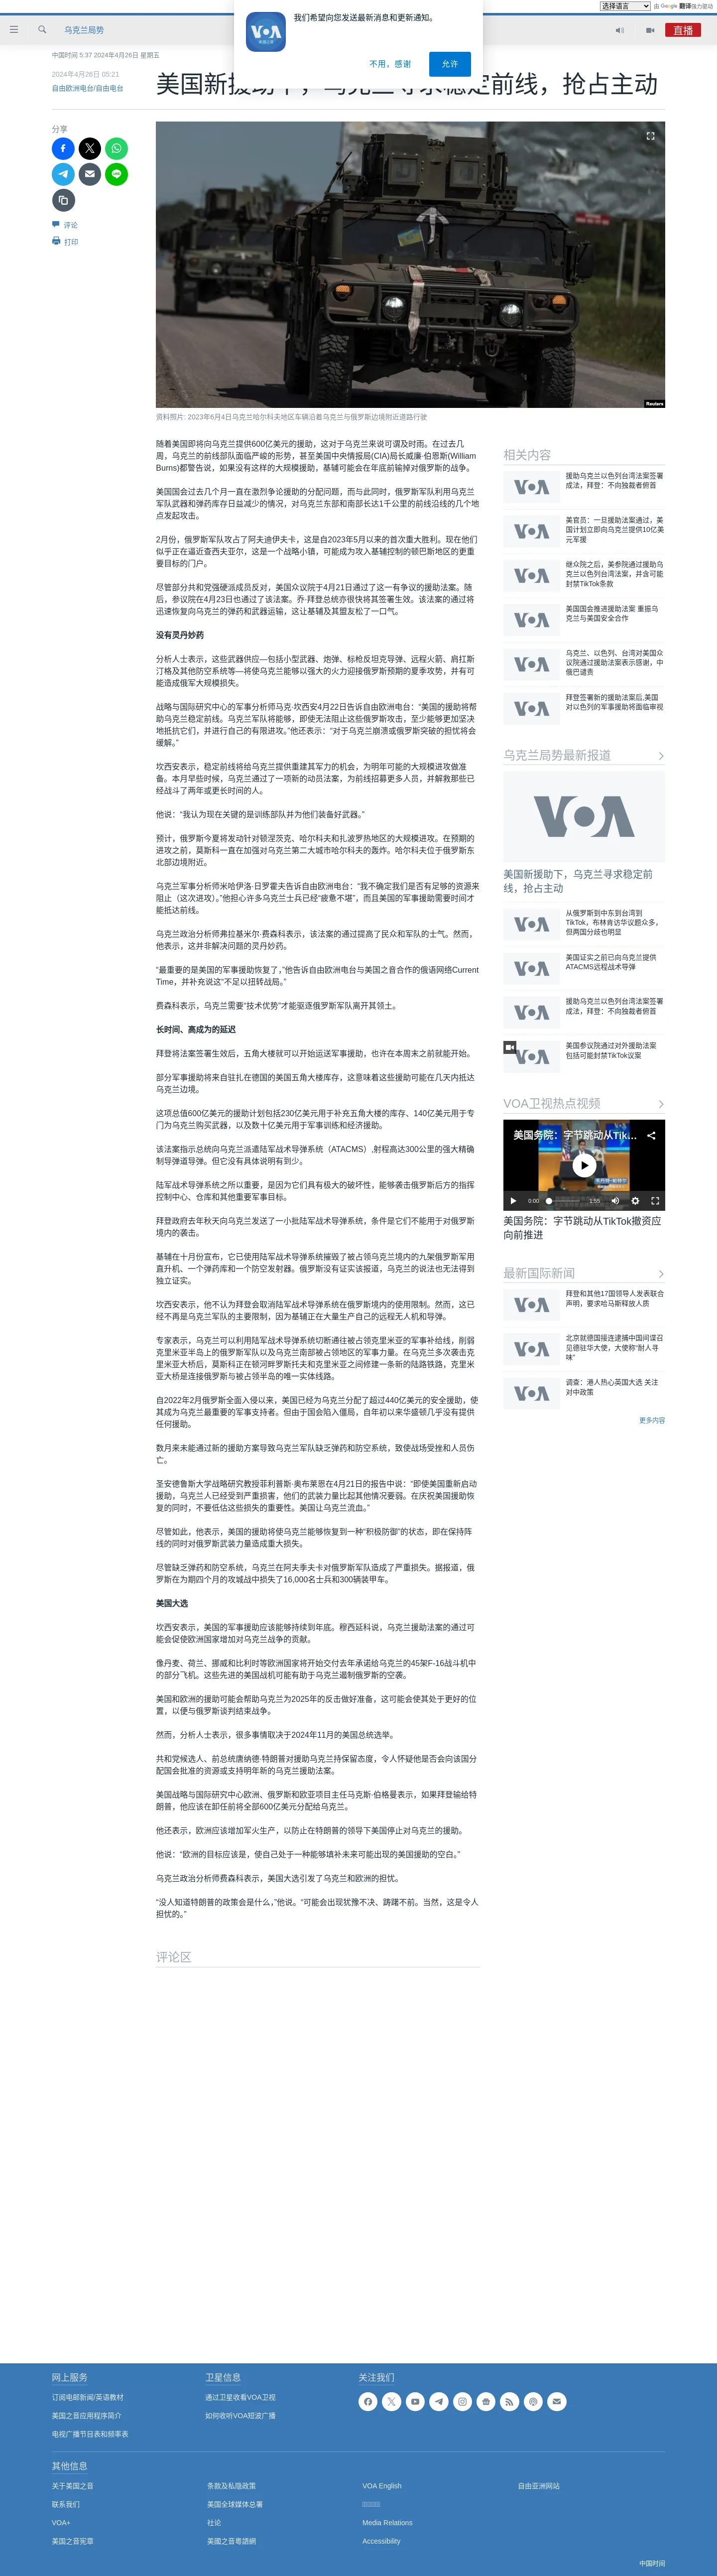 选择语言 由 Google 翻译强力驱动
乌克兰局势
直播
VOA
我们希望向您发送最新消息和更新通知。
不用，感谢
允许
中国时间 5:37 2024年4月26日 星期五
2024年4月26日 05:21
自由欧洲电台/自由电台
美国新援助下，乌克兰寻求稳定前线，抢占主动
分享
评论
打印
Reuters
资料照片: 2023年6月4日乌克兰哈尔科夫地区车辆沿着乌克兰与俄罗斯边境附近道路行驶
随着美国即将向乌克兰提供600亿美元的援助，这对于乌克兰来说可谓及时雨。在过去几
周，乌克兰的前线部队面临严峻的形势，甚至美国中央情报局(CIA)局长威廉·伯恩斯(William
Burns)都警告说，如果没有这样的大规模援助，基辅可能会在年底前输掉对俄罗斯的战争。
美国国会过去几个月一直在激烈争论援助的分配问题，而与此同时，俄罗斯军队利用乌克兰
军队武器和弹药库存日益减少的情况，对乌克兰东部和南部长达1千公里的前线沿线的几个地
点发起攻击。
2月份，俄罗斯军队攻占了阿夫迪伊夫卡，这是自2023年5月以来的首次重大胜利。现在他们
似乎正在逼近查西夫亚尔，这是一个战略小镇，可能成为攻入基辅控制的顿巴斯地区的更重
要目标的门户。
尽管部分共和党强硬派成员反对，美国众议院于4月21日通过了这一有争议的援助法案。随
后，参议院在4月23日也通过了该法案。乔·拜登总统亦很快将其签署生效。该法案的通过将
迅速恢复向乌克兰的弹药和武器运输，这让基辅及其盟友松了一口气。
没有灵丹妙药
分析人士表示，这些武器供应—包括小型武器、炮弹、标枪反坦克导弹、远程火箭、肩扛斯
汀格及其他防空系统等—将使乌克兰能够以强大的火力迎接俄罗斯预期的夏季攻势，并有可
能造成俄军大规模损失。
战略与国际研究中心的军事分析师马克·坎西安4月22日告诉自由欧洲电台：“美国的援助将帮
助乌克兰稳定前线。乌克兰军队将能够，即使无法阻止这些俄罗斯攻击，至少能够更加坚决
地抵抗它们，并进行自己的有限进攻。”他还表示：“对于乌克兰崩溃或俄罗斯突破的担忧将会
缓解。”
坎西安表示，稳定前线将给乌克兰提供重建其军力的机会，为明年可能的大规模进攻做准
备。本月早些时候，乌克兰通过了一项新的动员法案，为前线招募更多人员，并解救那些已
经战斗了两年或更长时间的人。
他说：“我认为现在关键的是训练部队并为他们装备好武器。”
预计，俄罗斯今夏将发动针对顿涅茨克、哈尔科夫和扎波罗热地区的大规模进攻。在预期的
进攻之前，莫斯科一直在加强对乌克兰第二大城市哈尔科夫的轰炸。哈尔科夫位于俄罗斯东
北部边境附近。
乌克兰军事分析师米哈伊洛·日罗霍夫告诉自由欧洲电台：“我不确定我们是否有足够的资源来
阻止（这次进攻）。”他担心许多乌克兰士兵已经“疲惫不堪”，而且美国的军事援助需要时间才
能抵达前线。
乌克兰政治分析师弗拉基米尔·费森科表示，该法案的通过提高了民众和军队的士气。然而，
他表示，这并非解决问题的灵丹妙药。
“最重要的是美国的军事援助恢复了，”他告诉自由欧洲电台与美国之音合作的俄语网络Current
Time，并补充说这“不足以扭转战局。”
费森科表示，乌克兰需要“技术优势”才能驱逐俄罗斯军队离开其领土。
长时间、高成为的延迟
拜登将法案签署生效后，五角大楼就可以开始运送军事援助，也许在本周末之前就能开始。
部分军事援助将来自驻扎在德国的美国五角大楼库存，这意味着这些援助可能在几天内抵达
乌克兰边境。
这项总值600亿美元的援助计划包括230亿美元用于补充五角大楼的库存、140亿美元用于专
门为乌克兰购买武器，以及数十亿美元用于军事训练和经济援助。
该法案指示总统向乌克兰派遣陆军战术导弹系统（ATACMS）,射程高达300公里的强大精确
制导弹道导弹。但它没有具体说明有多少。
陆军战术导弹系统之所以重要，是因为它们具有极大的破坏性，能够袭击俄罗斯后方的指挥
控制中心、仓库和其他重要军事目标。
拜登政府去年秋天向乌克兰发送了一小批陆军战术导弹系统，条件是它们不能用于对俄罗斯
境内的袭击。
基辅在十月份宣布，它已使用陆军战术导弹系统摧毁了被占领乌克兰境内的九架俄罗斯军用
直升机、一个弹药库和一个防空发射器。俄罗斯没有证实该报道，乌克兰的说法也无法得到
独立证实。
坎西安表示，他不认为拜登会取消陆军战术导弹系统在俄罗斯境内的使用限制。然而，这已
经不再是乌克兰军队的主要限制，因为基辅正在大量生产自己的远程无人机和导弹。
专家表示，乌克兰可以利用陆军战术导弹系统切断通往被占领克里米亚的军事补给线，削弱
克里米亚半岛上的俄罗斯军队以及乌克兰南部被占领地区的军事力量。在乌克兰多次袭击克
里米亚大桥后，莫斯科正在顿河畔罗斯托夫和克里米亚之间修建一条新的陆路铁路，克里米
亚大桥是连接俄罗斯与被占领半岛的唯一实体线路。
自2022年2月俄罗斯全面入侵以来，美国已经为乌克兰分配了超过440亿美元的安全援助，使
其成为乌克兰最重要的军事支持者。但由于国会陷入僵局，自年初以来华盛顿几乎没有提供
任何援助。
数月来未能通过新的援助方案导致乌克兰军队缺乏弹药和防空系统，致使战场受挫和人员伤
亡。
圣安德鲁斯大学战略研究教授菲利普斯·奥布莱恩在4月21日的报告中说：“即使美国重新启动
援助，乌克兰人已经受到严重损害，他们的武装力量比起其他情况要弱。在庆祝美国援助恢
复的同时，不要低估这些损失的重要性。美国让乌克兰流血。”
尽管如此，他表示，美国的援助将使乌克兰能够恢复到一种“积极防御”的状态，即在保持阵
线的同时对俄罗斯武装力量造成重大损失。
尽管缺乏弹药和防空系统，乌克兰在阿夫季夫卡对俄罗斯军队造成了严重损失。据报道，俄
罗斯在为期四个月的攻城战中损失了16,000名士兵和300辆装甲车。
美国大选
坎西安表示，美国的军事援助应该能够持续到年底。穆西延科说，乌克兰援助法案的通过可
能会促使欧洲国家增加对乌克兰战争的贡献。
像丹麦、荷兰、挪威和比利时等欧洲国家将开始交付去年承诺给乌克兰的45架F-16战斗机中
的部分飞机。这些先进的美国战机可能有助于乌克兰遏制俄罗斯的空袭。
美国和欧洲的援助可能会帮助乌克兰为2025年的反击做好准备，这可能会使其处于更好的位
置，以便与俄罗斯谈判结束战争。
然而，分析人士表示，很多事情取决于2024年11月的美国总统选举。
共和党候选人、前总统唐纳德·特朗普对援助乌克兰持保留态度，令人怀疑他是否会向该国分
配国会批准的资源或支持明年新的乌克兰援助法案。
美国战略与国际研究中心欧洲、俄罗斯和欧亚项目主任马克斯·伯格曼表示，如果拜登输给特
朗普，他应该在卸任前将全部600亿美元分配给乌克兰。
他还表示，欧洲应该增加军火生产，以防止在特朗普的领导下美国停止对乌克兰的援助。
他说：“欧洲的目标应该是，使自己处于一种能够填补未来可能出现的美国援助的空白。”
乌克兰政治分析师费森科表示，美国大选引发了乌克兰和欧洲的担忧。
“没人知道特朗普的政策会是什么，”他说。“可能会出现犹豫不决、踌躇不前。当然，这是令人
担忧的。”
评论区
相关内容
援助乌克兰以色列台湾法案签署
成法，拜登：不向独裁者俯首
美官员：一旦援助法案通过，美
国计划立即向乌克兰提供10亿美
元军援
继众院之后，美参院通过援助乌
克兰以色列台湾法案，并含可能
封禁TikTok条款
美国国会推进援助法案 重振乌
克兰与美国安全合作
乌克兰、以色列、台湾对美国众
议院通过援助法案表示感谢，中
俄巴谴责
拜登签署新的援助法案后,美国
对以色列的军事援助将面临审视
乌克兰局势最新报道
VOA
美国新援助下，乌克兰寻求稳定前
线，抢占主动
从俄罗斯到中东到台湾到
TikTok，布林肯访华议题众多，
但两国分歧也明显
美国证实之前已向乌克兰提供
ATACMS远程战术导弹
援助乌克兰以色列台湾法案签署
成法，拜登：不向独裁者俯首
美国参议院通过对外援助法案
包括可能封禁TikTok议案
VOA卫视热点视频
美国务院：字节跳动从Tik...
0:00
1:55
美国务院：字节跳动从TikTok撤资应
向前推进
最新国际新闻
拜登和其他17国领导人发表联合
声明，要求哈马斯释放人质
北京就德国接连逮捕中国间谍召
见德驻华大使，大使称“耐人寻
味”
调查：港人热心英国大选 关注
对中政策
更多内容
网上服务
订阅电邮新闻/英语教材
美国之音应用程序简介
电视广播节目表和频率表
卫星信息
通过卫星收看VOA卫视
如何收听VOA短波广播
关注我们
其他信息
关于美国之音
条款及私隐政策
VOA English
自由亚洲网站
联系我们
美国全球媒体总署
VOA+
社论
Media Relations
美国之音宪章
美國之音粵語網
Accessibility
中国时间